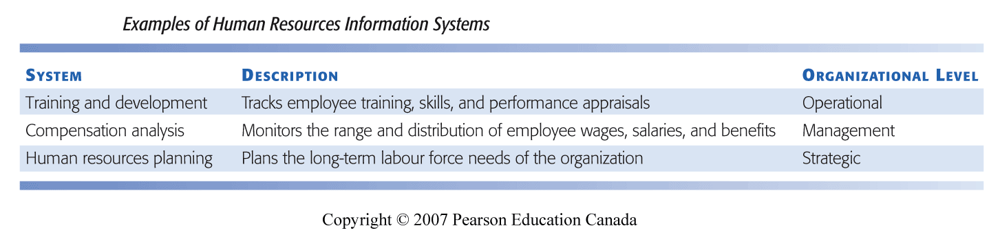 Examples of Human Resources Information Systems
SYSTEM DESCRIPTION ORGANIZATIONAL LEVEL
Training and development Tracks employee training, skills, and performance appraisals Operational
Compensation analysis Monitors the range and distribution of employee wages, salaries, and benefits Management
Human resources planning Plans the long-term labour force needs of the organization Strategic
Copyright © 2007 Pearson Education Canada